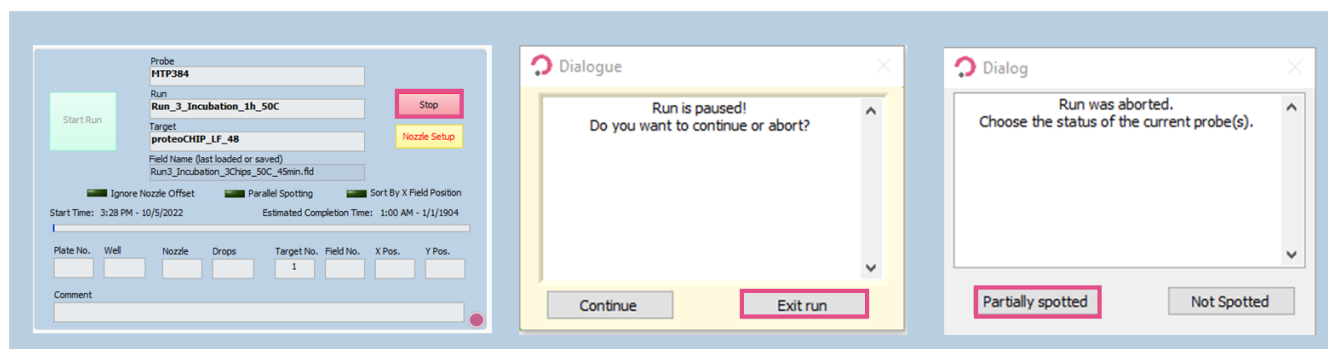 Probe
MTP384
Run
Run_3_Incubation_1h_50C
Start Run
Stop
Target
proteoCHIP_LF_48
Nozzle Setup
Field Name (last loaded or saved)
Run3_Incubation_3Chips_50C_45min.fld
Ignore Nozzle Offset Parallel Spotting Sort By X Field Position
Start Time: 3:28 PM - 10/5/2022 Estimated Completion Time: 1:00 AM - 1/1/1904
Plate No. Well Nozzle Drops Target No. Field No. X Pos. Y Pos.
1
Comment
Dialogue
Run is paused!
Do you want to continue or abort?
Continue Exit run
Dialog
Run was aborted.
Choose the status of the current probe(s).
Partially spotted Not Spotted